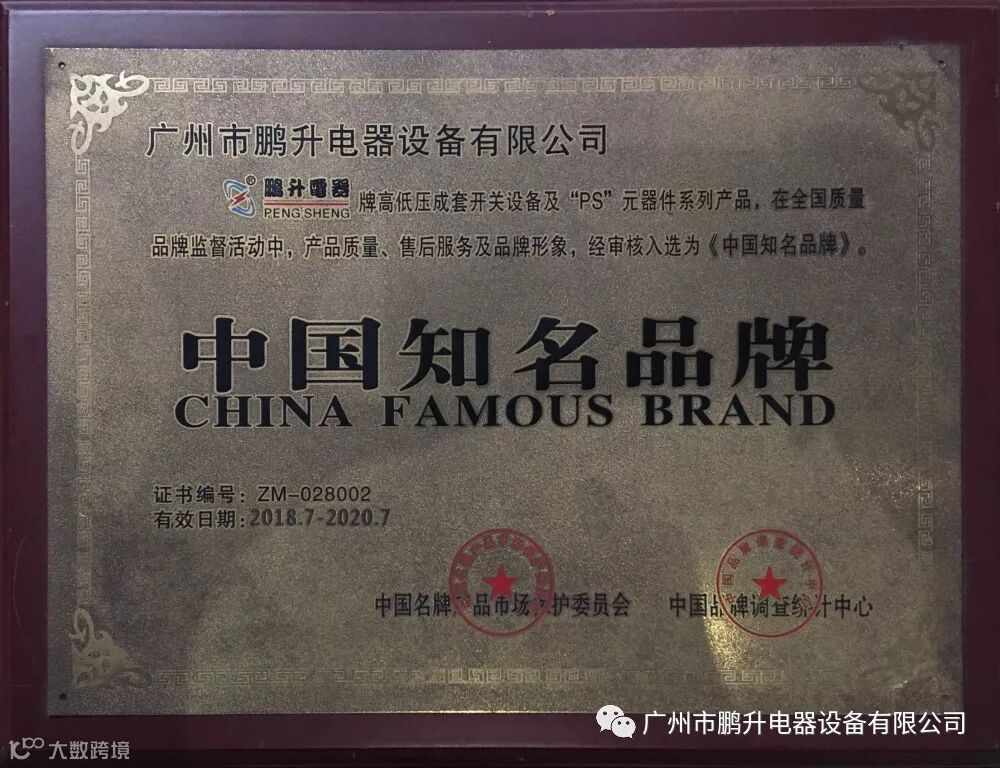 广州市鹏升电器设备有限公司
鹏升電器® PENG SHENG 牌高低压成套开关设备及“PS”元器件系列产品，在全国质量
品牌监督活动中，产品质量、售后服务及品牌形象，经审核入选为《中国知名品牌》。
中国知名品牌
CHINA FAMOUS BRAND
证书编号：ZM-028002
有效日期：2018.7-2020.7
中国名牌产品市场保护委员会 中国品牌调查统计中心
广州市鹏升电器设备有限公司
大数跨境